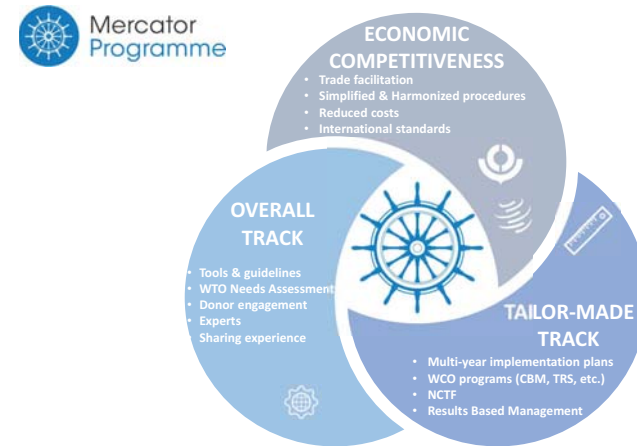 Mercator
Programme
ECONOMIC
COMPETITIVENESS
• Trade facilitation
• Simplified & Harmonized procedures
• Reduced costs
• International standards
OVERALL
TRACK
• Tools & guidelines
• WTO Needs Assessment
• Donor engagement
• Experts
• Sharing experience
TAILOR-MADE
TRACK
• Multi-year implementation plans
• WCO programs (CBM, TRS, etc.)
• NCTF
• Results Based Management